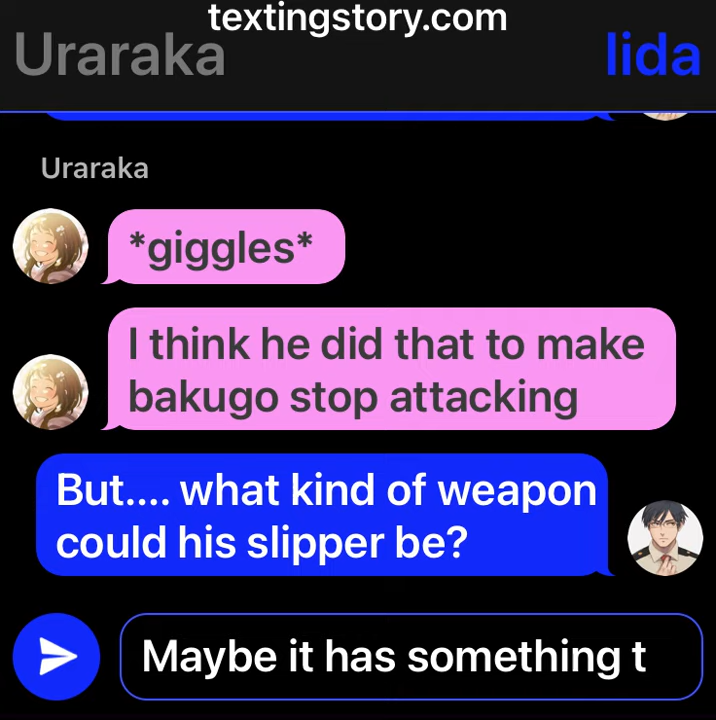 textingstory.com
Uraraka
Iida
Uraraka
*giggles*
I think he did that to make
bakugo stop attacking
But.... what kind of weapon
could his slipper be?
Maybe it has something t